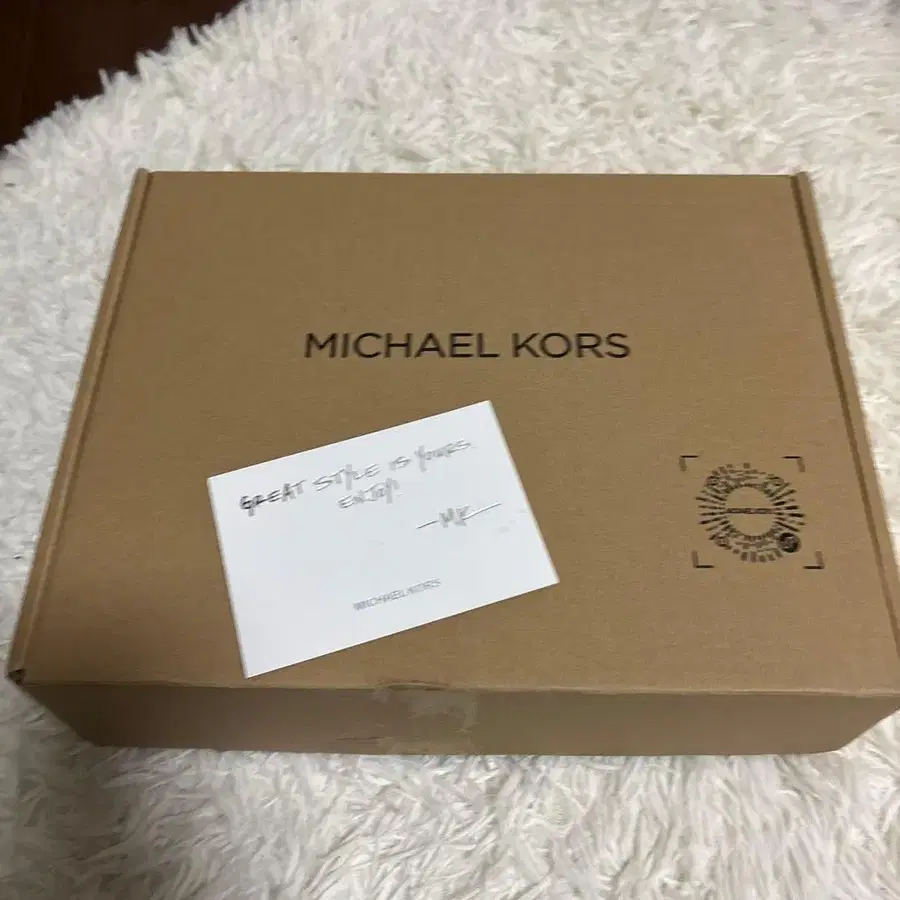 MICHAEL KORS
GREAT STYLE IS YOURS.
ENJOY.
—MK—
MICHAEL KORS